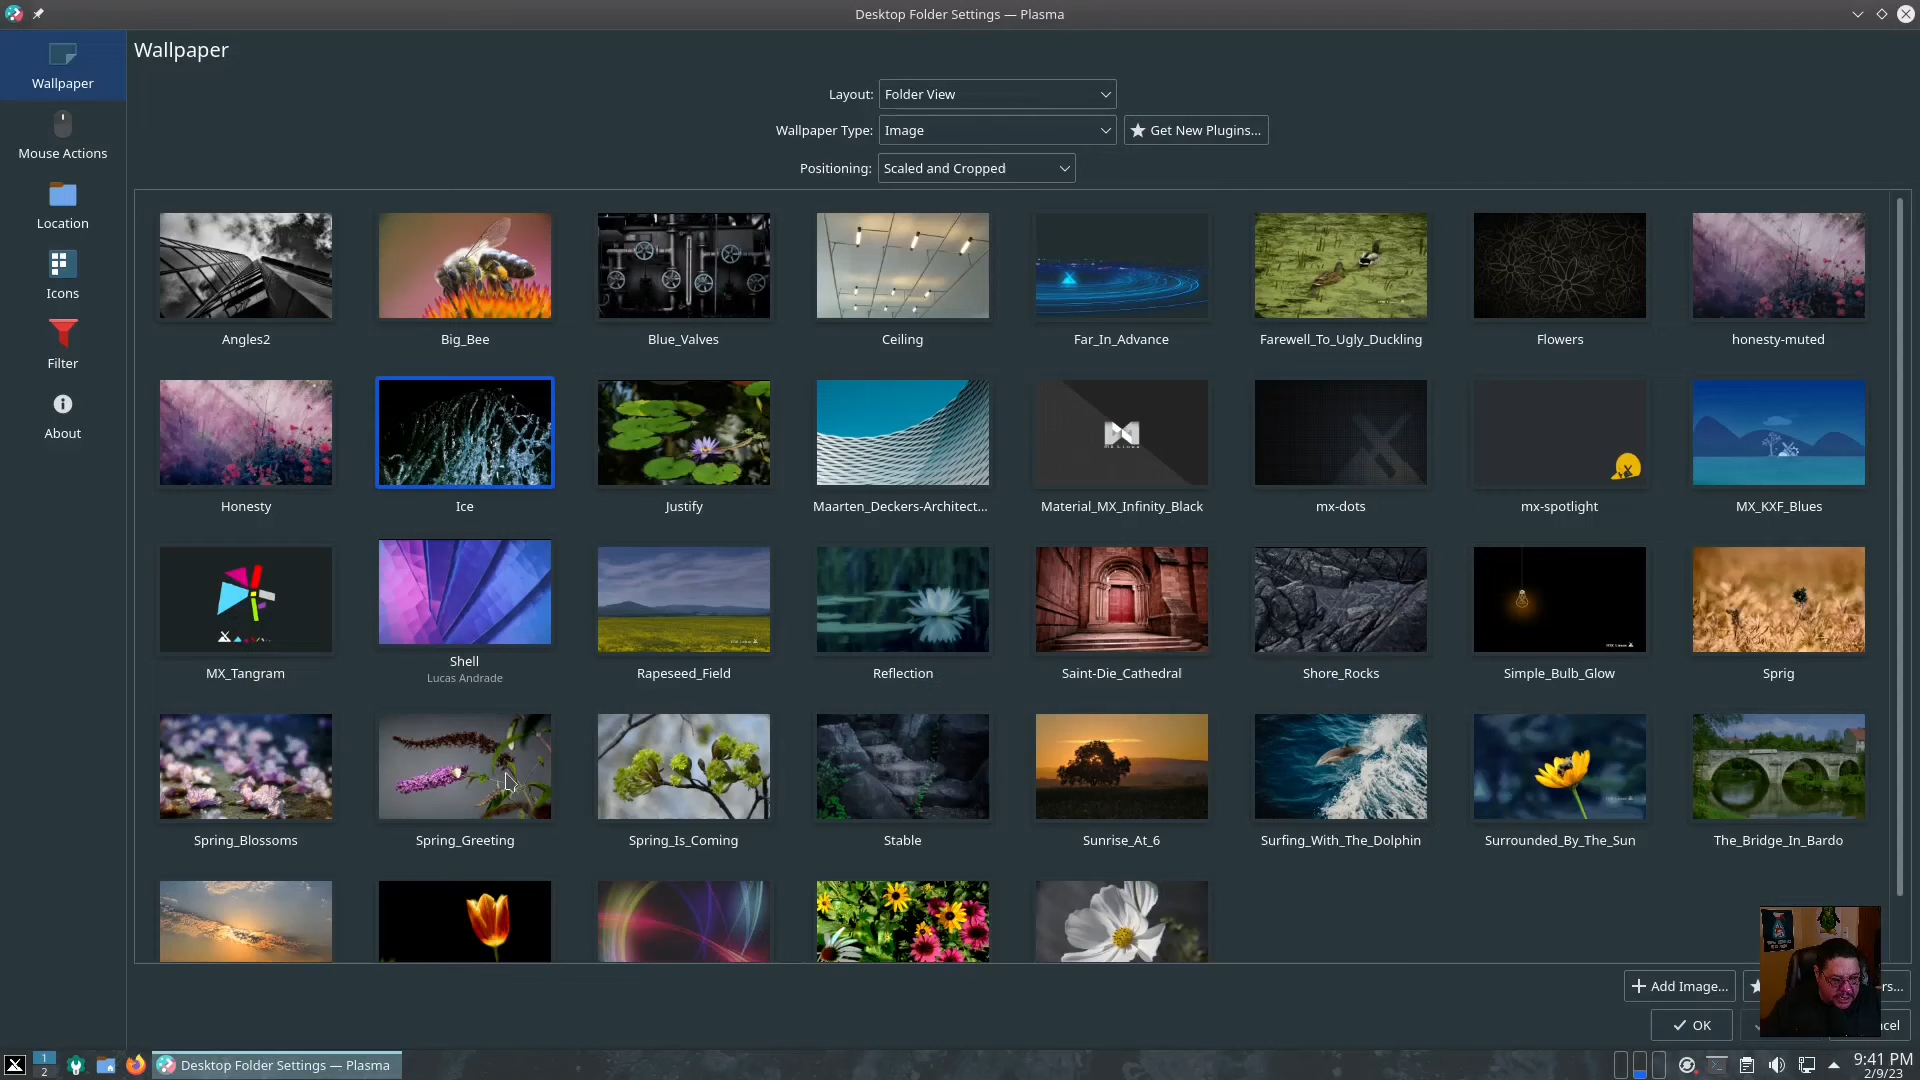 Desktop Folder Settings — Plasma
Wallpaper
Wallpaper
Mouse Actions
Location
Icons
Filter
About
Layout: Folder View
Wallpaper Type: Image Get New Plugins...
Positioning: Scaled and Cropped
Angles2 Big_Bee Blue_Valves Ceiling Far_In_Advance Farewell_To_Ugly_Duckling Flowers honesty-muted
Honesty Ice Justify Maarten_Deckers-Architect... Material_MX_Infinity_Black mx-dots mx-spotlight MX_KXF_Blues
MX_Tangram Shell Rapeseed_Field Reflection Saint-Die_Cathedral Shore_Rocks Simple_Bulb_Glow Sprig
Lucas Andrade
Spring_Blossoms Spring_Greeting Spring_Is_Coming Stable Sunrise_At_6 Surfing_With_The_Dolphin Surrounded_By_The_Sun The_Bridge_In_Bardo
Add Image... rs...
OK ncel
1
2
Desktop Folder Settings — Plasma
9:41 PM
2/9/23